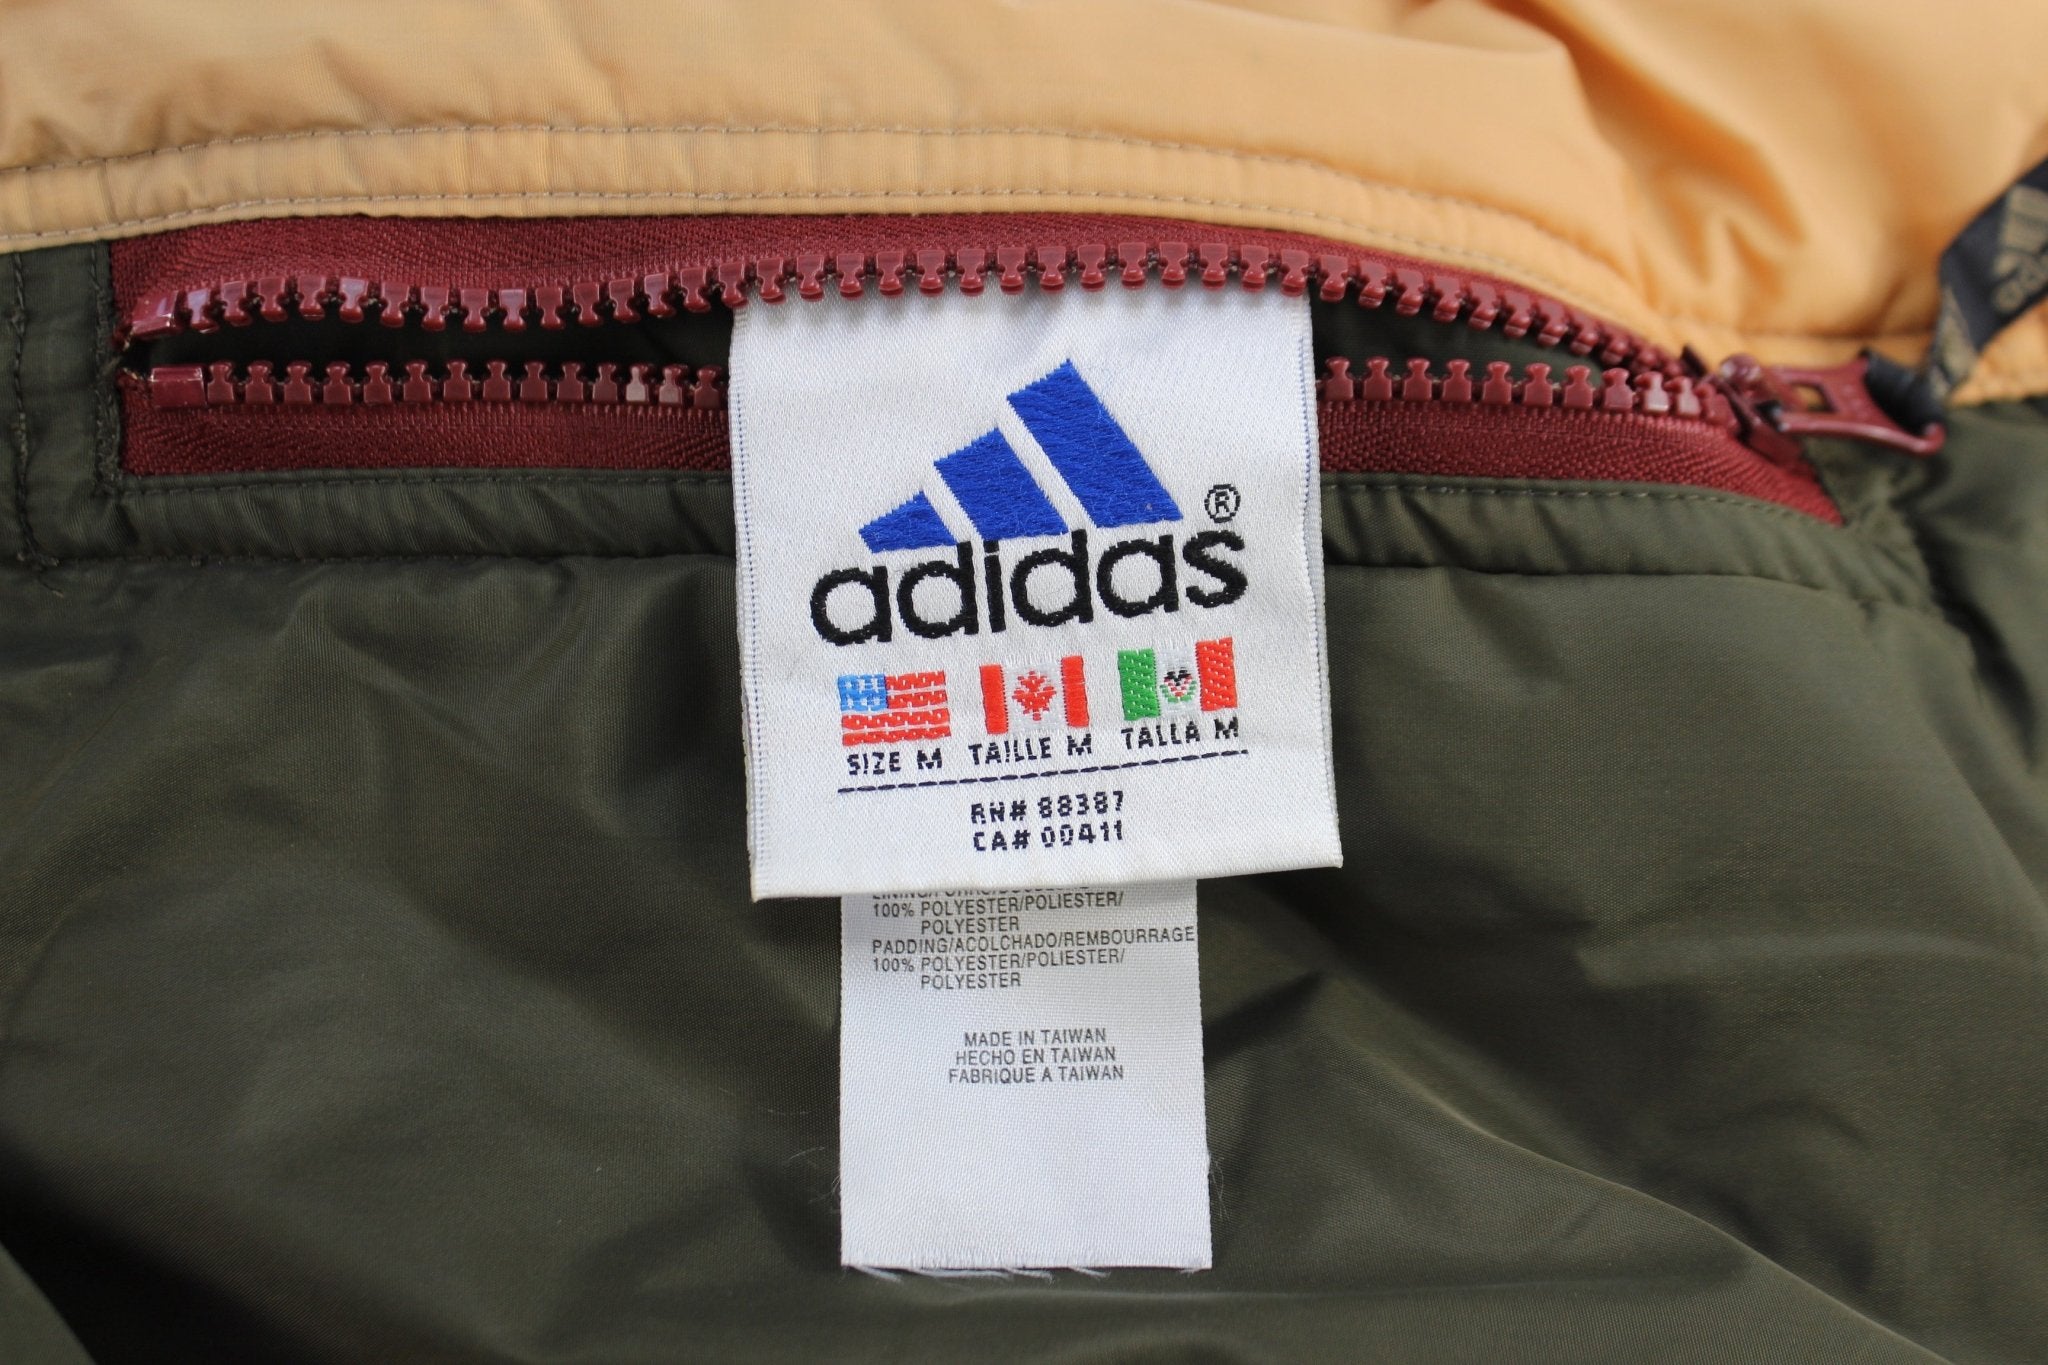 adidas®
SIZE M TAILLE M TALLA M
RN# 88387
CA# 00411
100% POLYESTER/POLIESTER/
POLYESTER
PADDING/ACOLCHADO/REMBOURRAGE
100% POLYESTER/POLIESTER/
POLYESTER
MADE IN TAIWAN
HECHO EN TAIWAN
FABRIQUE A TAIWAN